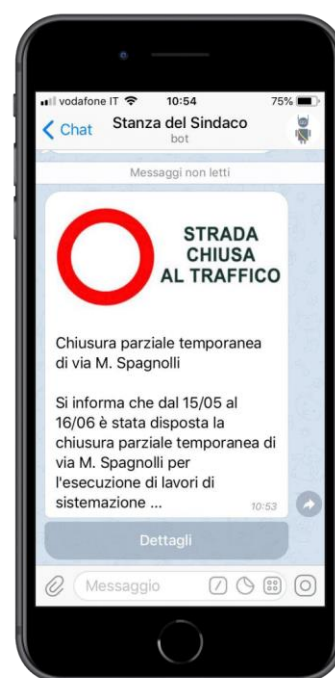 vodafone IT 10:54 75%
Chat Stanza del Sindaco
bot
Messaggi non letti
STRADA
CHIUSA
AL TRAFFICO
Chiusura parziale temporanea
di via M. Spagnolli
Si informa che dal 15/05 al
16/06 è stata disposta la
chiusura parziale temporanea di
via M. Spagnolli per
l'esecuzione di lavori di
sistemazione ... 10:53
Dettagli
Messaggio